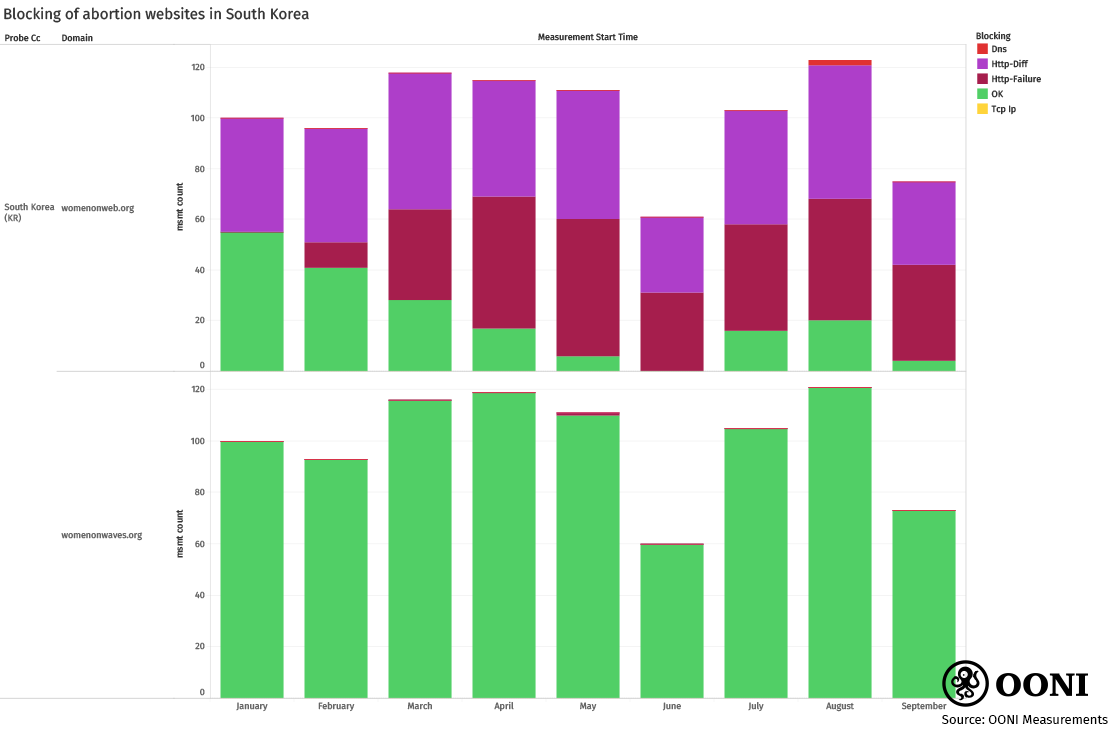 Blocking of abortion websites in South Korea
Probe Cc
Domain
Measurement Start Time
Blocking
Dns
Http-Diff
Http-Failure
OK
Tcp Ip
South Korea
(KR)
womenonweb.org
msmt count
120
100
80
60
40
20
0
womenonwaves.org
msmt count
120
100
80
60
40
20
0
January
February
March
April
May
June
July
August
September
OONI
Source: OONI Measurements